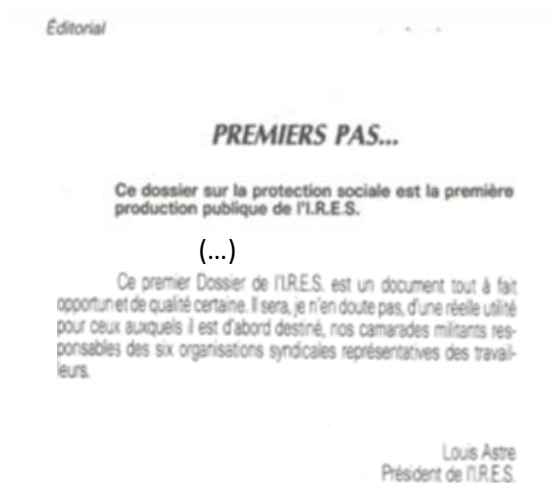 Éditorial
PREMIERS PAS...
Ce dossier sur la protection sociale est la première
production publique de l'I.R.E.S.
(...)
Ce premier Dossier de l'I.R.E.S. est un document tout à fait
opportun et de qualité certaine. Il sera, je n'en doute pas, d'une réelle utilité
pour ceux auxquels il est d'abord destiné, nos camarades militants res-
ponsables des six organisations syndicales représentatives des travail-
leurs.
Louis Astre
Président de l'I.R.E.S.